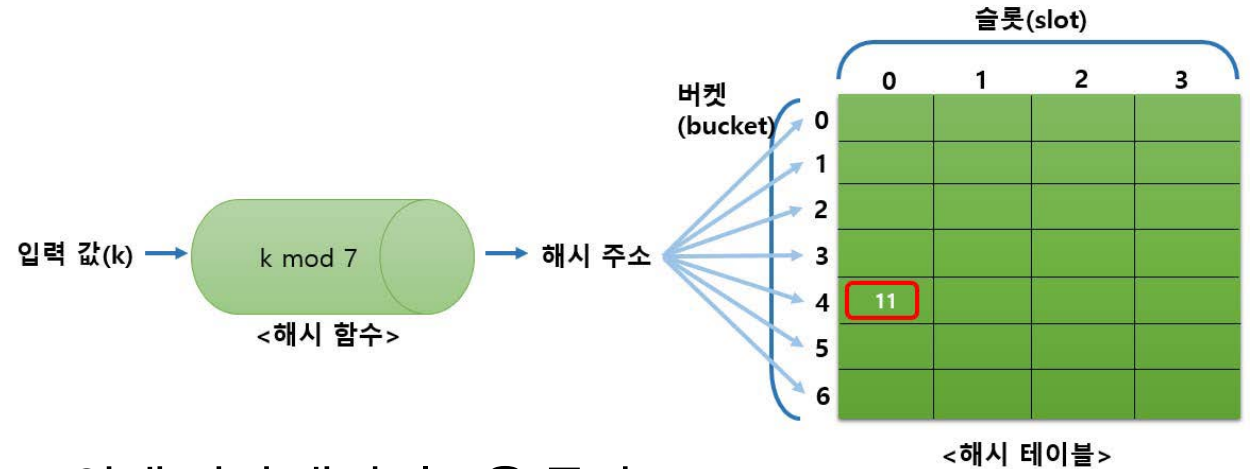 슬롯(slot)
0 1 2 3
버켓
(bucket)
0
1
2
3
4 11
5
6
입력 값(k)
k mod 7
해시 주소
<해시 함수>
<해시 테이블>